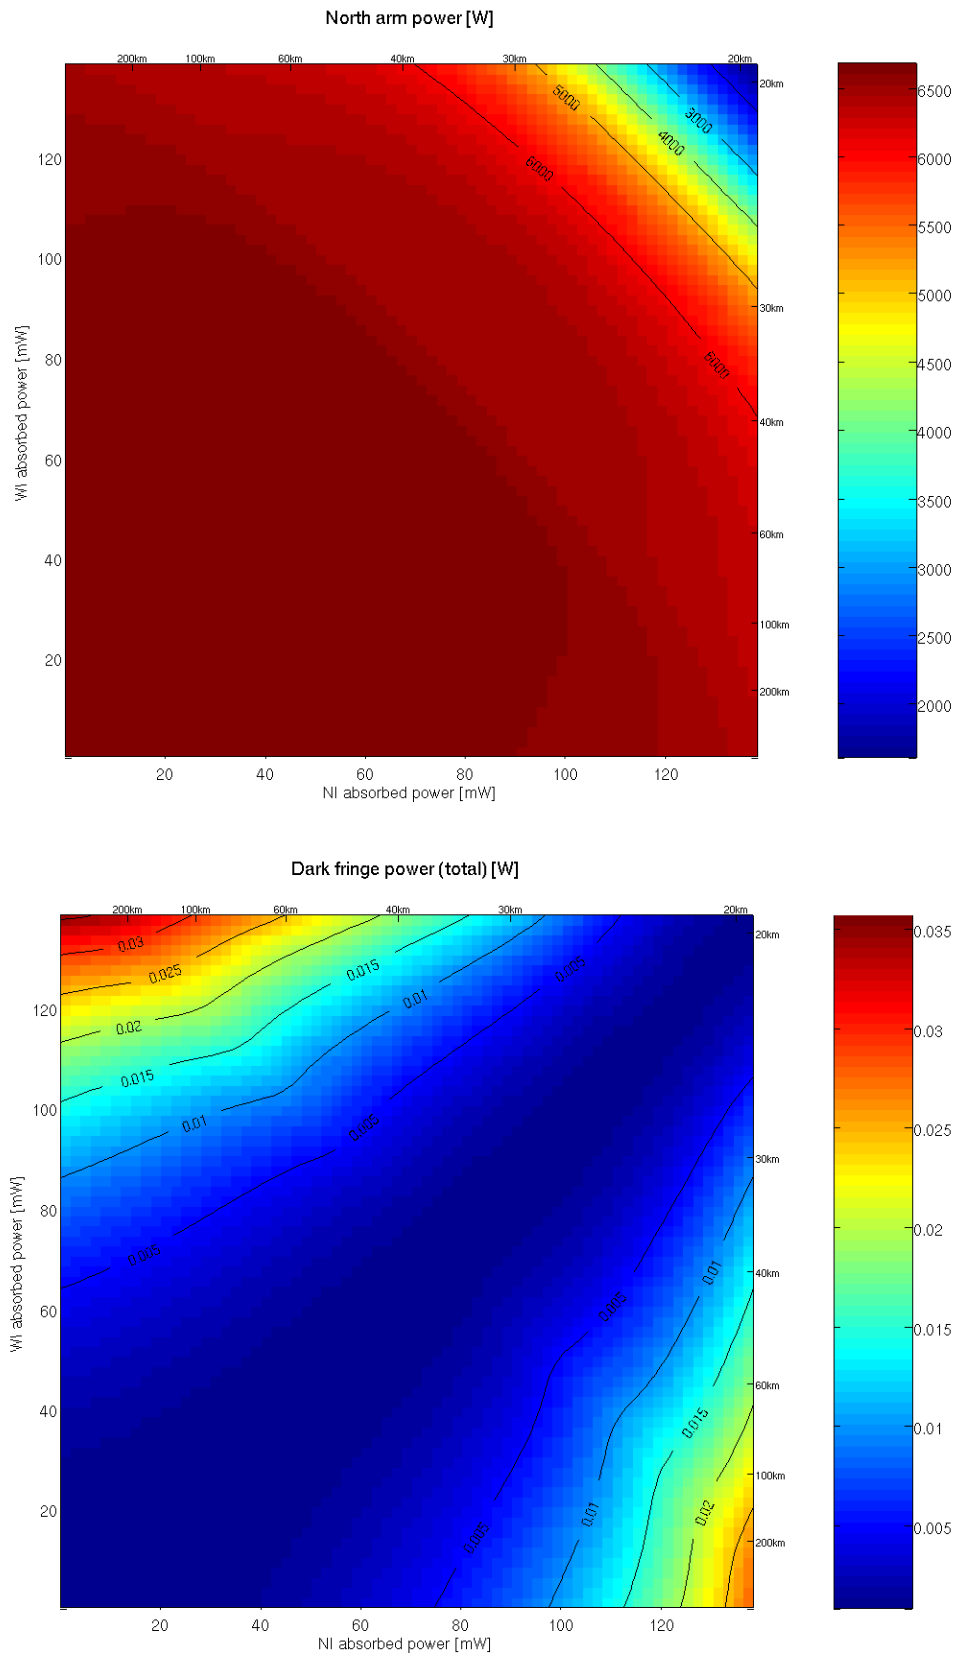 North arm power [W]
200km 100km 60km 40km 30km 20km
20km
30km
40km
60km
100km
200km
120
100
80
60
40
20
WI absorbed power [mW]
5000
4000
3000
6000
6000
20 40 60 80 100 120
NI absorbed power [mW]
6500
6000
5500
5000
4500
4000
3500
3000
2500
2000
Dark fringe power (total) [W]
200km 100km 60km 40km 30km 20km
20km
30km
40km
60km
100km
200km
120
100
80
60
40
20
WI absorbed power [mW]
0.03
0.025
0.02
0.015
0.015
0.01
0.01
0.005
0.005
0.005
0.005
0.005
0.01
0.01
0.015
0.02
20 40 60 80 100 120
NI absorbed power [mW]
0.035
0.03
0.025
0.02
0.015
0.01
0.005